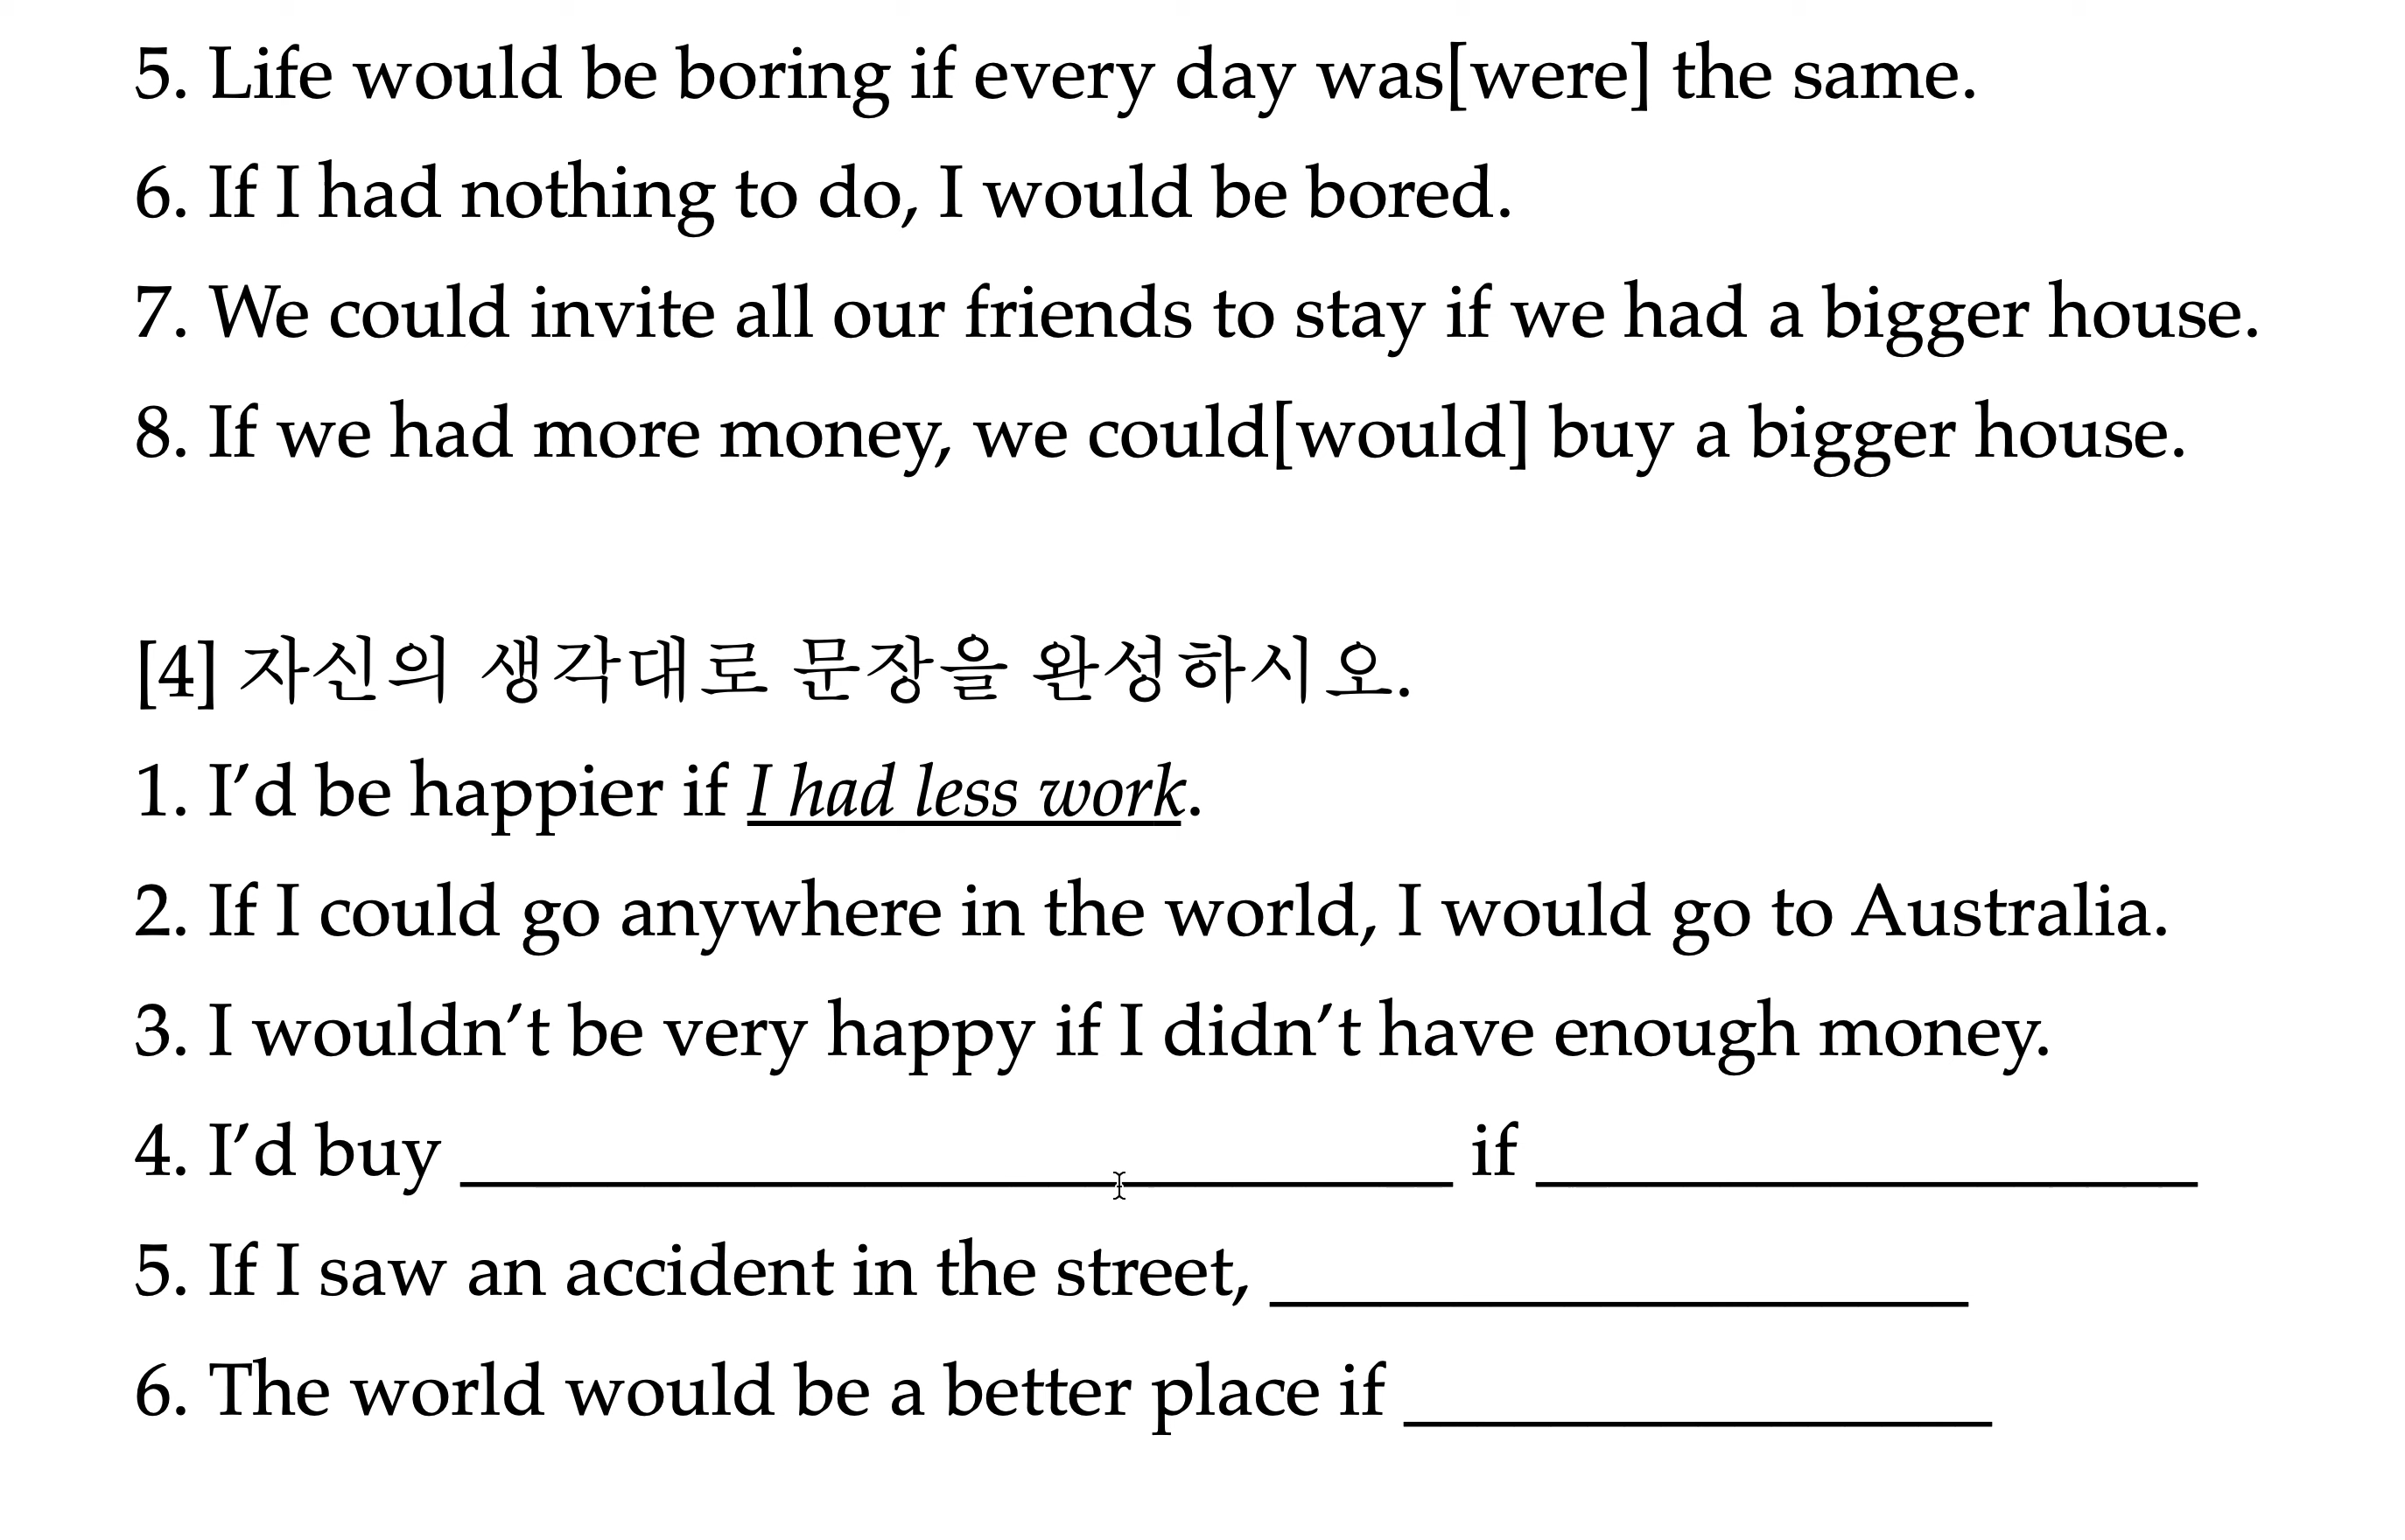 5. Life would be boring if every day was[were] the same.
6. If I had nothing to do, I would be bored.
7. We could invite all our friends to stay if we had a bigger house.
8. If we had more money, we could[would] buy a bigger house.
[4] 자신의 생각대로 문장을 완성하시오.
1. I’d be happier if I had less work.
2. If I could go anywhere in the world, I would go to Australia.
3. I wouldn’t be very happy if I didn’t have enough money.
4. I’d buy ______________________________ if ____________________
5. If I saw an accident in the street, _____________________
6. The world would be a better place if __________________